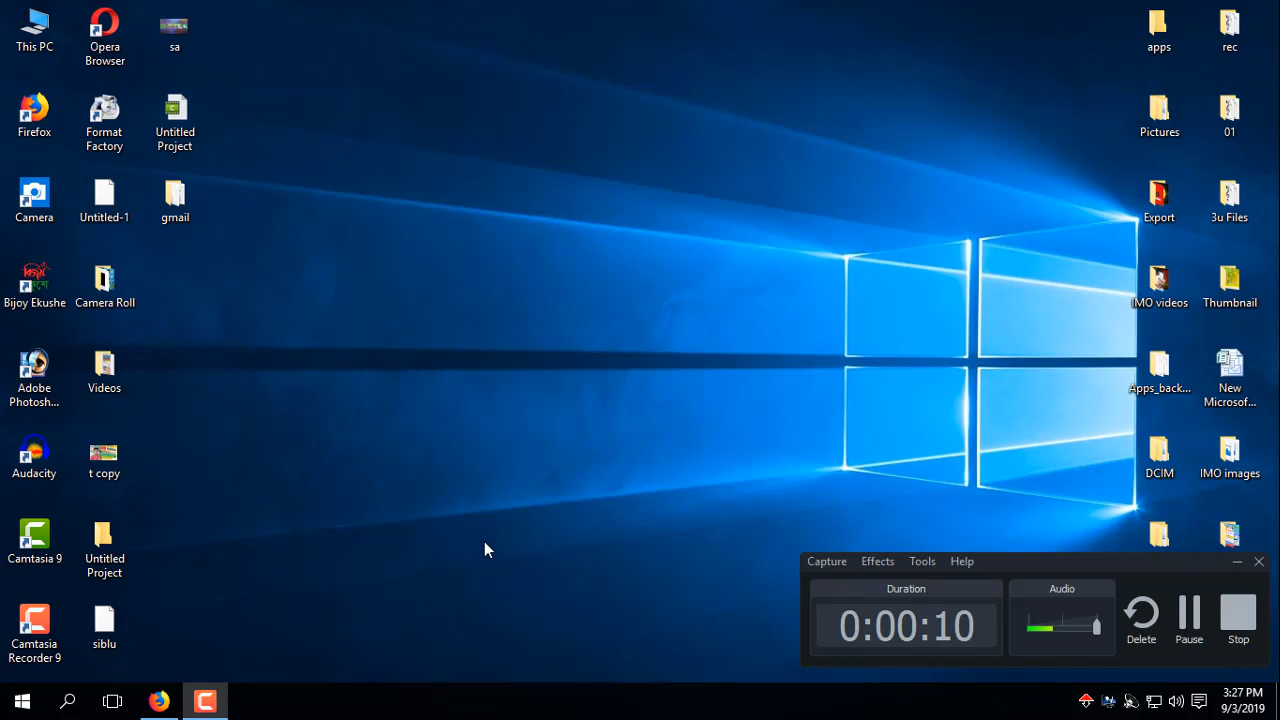 This PC
Opera
Browser
sa
apps
rec
Firefox
Format
Factory
Untitled
Project
Pictures
01
Camera
Untitled-1
gmail
Export
3u Files
Bijoy Ekushe
Camera Roll
IMO videos
Thumbnail
Adobe
Photosh...
Videos
Apps_back...
New
Microsof...
Audacity
t copy
DCIM
IMO images
Camtasia 9
Untitled
Project
Camtasia
Recorder 9
siblu
Capture
Effects
Tools
Help
Duration
0:00:10
Audio
Delete
Pause
Stop
3:27 PM
9/3/2019